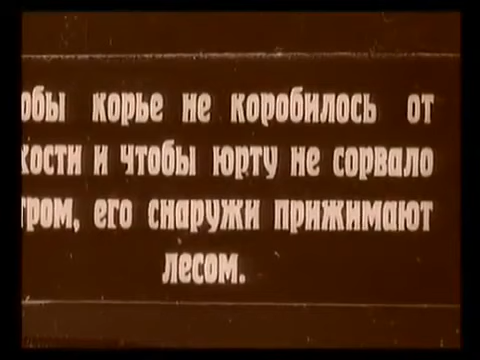 обы корье не коробилось от
кости и чтобы юрту не сорвало
тром, его снаружи прижимают
лесом.